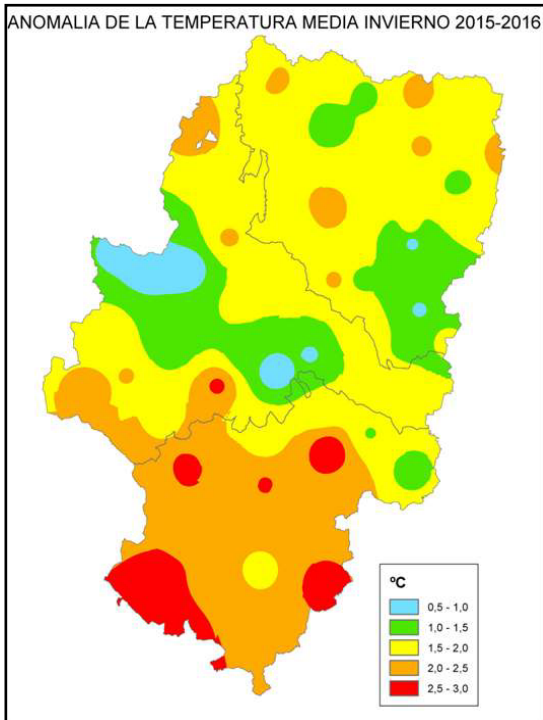 ANOMALIA DE LA TEMPERATURA MEDIA INVIERNO 2015-2016
ºC
0,5 - 1,0
1,0 - 1,5
1,5 - 2,0
2,0 - 2,5
2,5 - 3,0